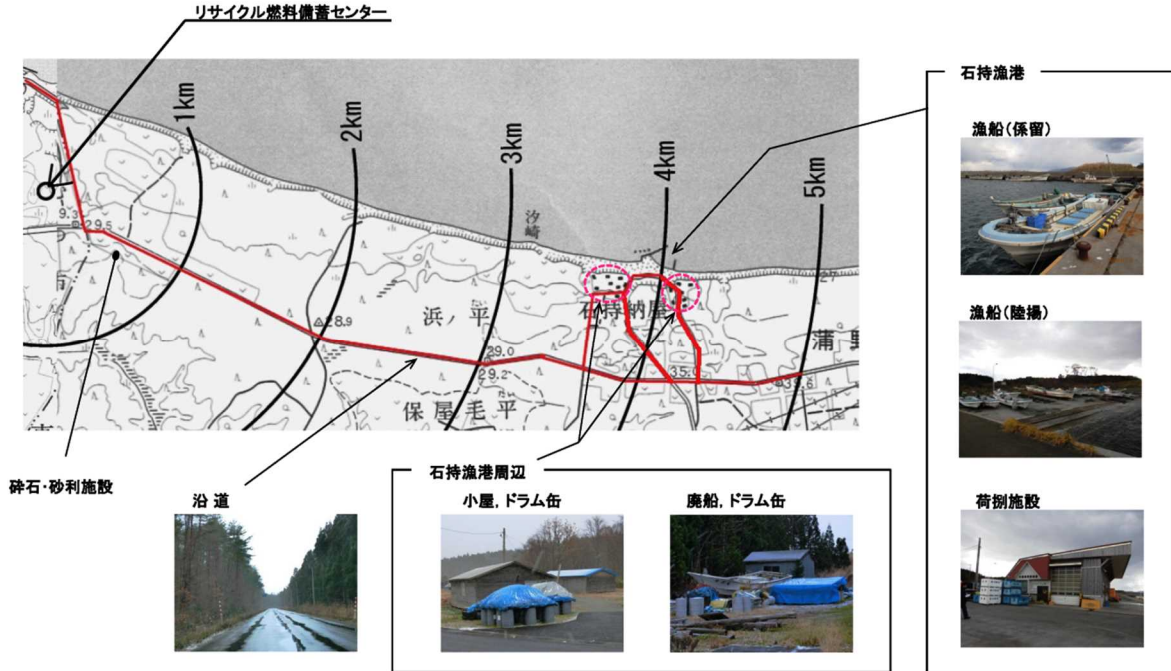 リサイクル燃料備蓄センター
1km
2km
3km
4km
5km
9.3
29.5
汐崎
28.9
浜ノ平
29.0
29.2
保屋毛平
石持納屋
蒲野
27
砕石・砂利施設
沿道
石持漁港周辺
小屋,ドラム缶
廃船,ドラム缶
石持漁港
漁船(係留)
漁船(陸揚)
荷捌施設